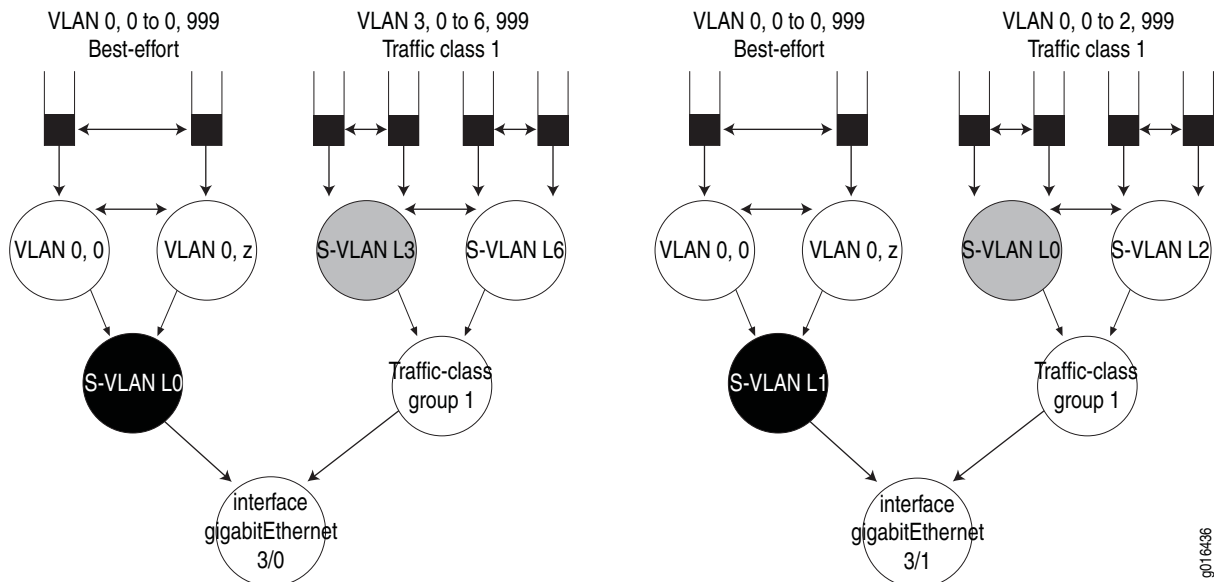 VLAN 0, 0 to 0, 999
Best-effort
VLAN 3, 0 to 6, 999
Traffic class 1
VLAN 0, 0
VLAN 0, z
S-VLAN L3
S-VLAN L6
S-VLAN L0
Traffic-class
group 1
interface
gigabitEthernet
3/0
VLAN 0, 0 to 0, 999
Best-effort
VLAN 0, 0 to 2, 999
Traffic class 1
VLAN 0, 0
VLAN 0, z
S-VLAN L0
S-VLAN L2
S-VLAN L1
Traffic-class
group 1
interface
gigabitEthernet
3/1
g016436